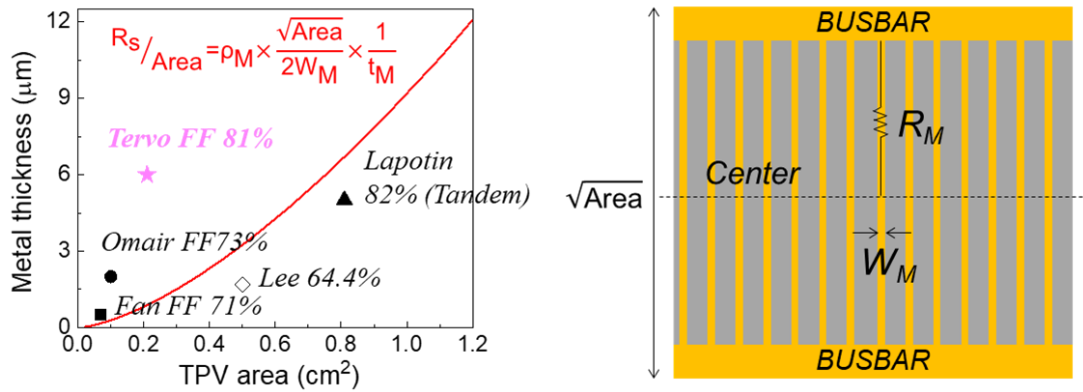 12
9
6
3
0
Metal thickness (μm)
Rs/Area =ρM × √Area/2WM × 1/tM
Tervo FF 81%
Lapotin
82% (Tandem)
Omair FF73%
Lee 64.4%
Fan FF 71%
0.0 0.2 0.4 0.6 0.8 1.0 1.2
TPV area (cm²)
BUSBAR
RM
Center
√Area
WM
BUSBAR